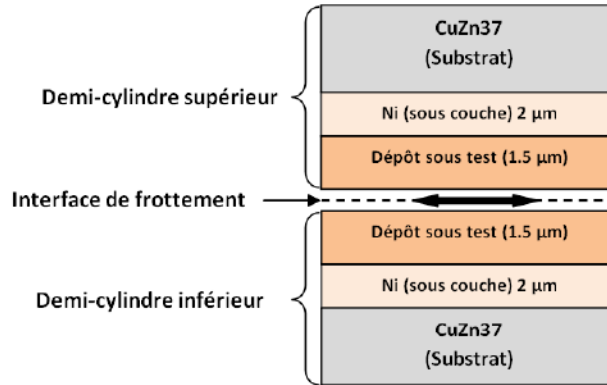 CuZn37
(Substrat)
Demi-cylindre supérieur
Ni (sous couche) 2 µm
Dépôt sous test (1.5 µm)
Interface de frottement
Dépôt sous test (1.5 µm)
Demi-cylindre inférieur
Ni (sous couche) 2 µm
CuZn37
(Substrat)